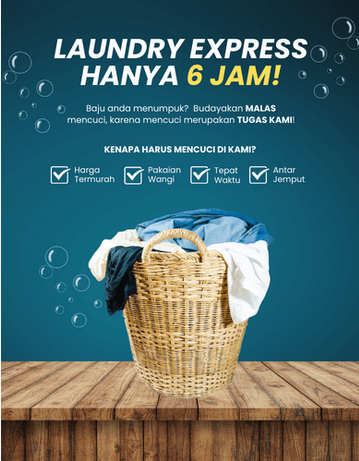 LAUNDRY EXPRESS
HANYA 6 JAM!
Baju anda menumpuk? Budayakan MALAS
mencuci, karena mencuci merupakan TUGAS KAMI!
KENAPA HARUS MENCUCI DI KAMI?
Harga
Termurah
Pakaian
Wangi
Tepat
Waktu
Antar
Jemput